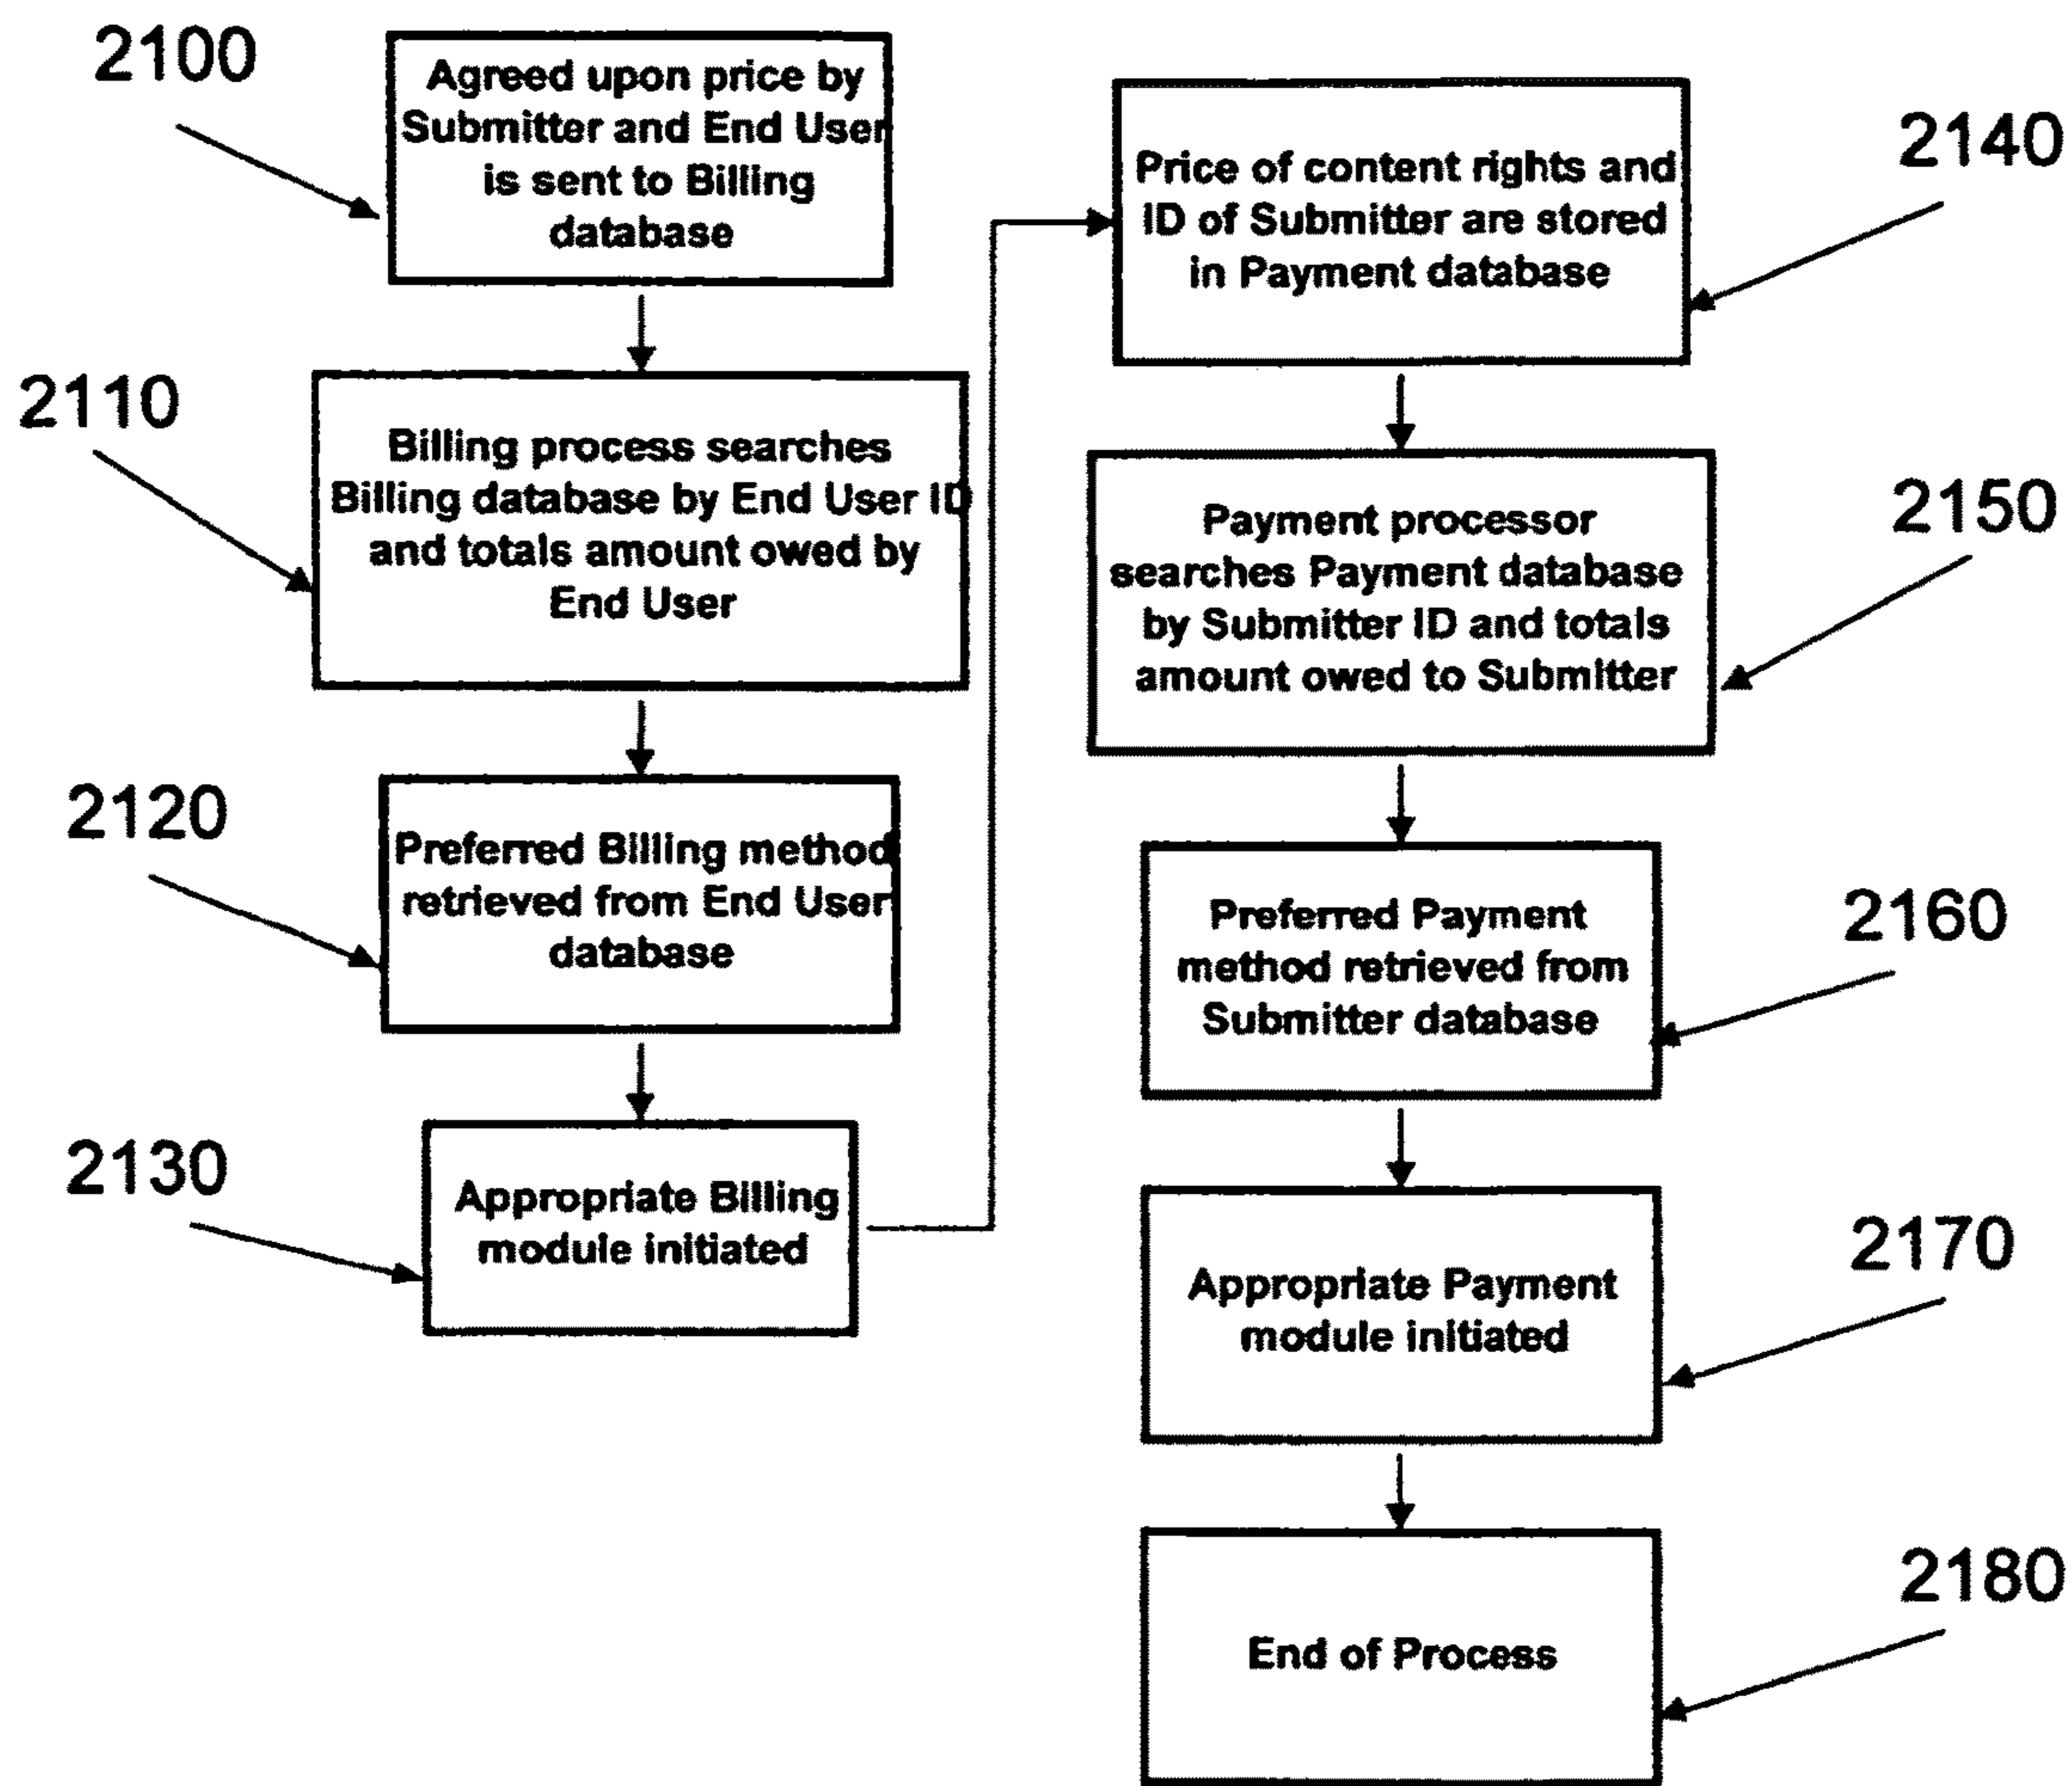 2100
Agreed upon price by
Submitter and End User
is sent to Billing
database
2110
Billing process searches
Billing database by End User ID
and totals amount owed by
End User
2120
Preferred Billing method
retrieved from End User
database
2130
Appropriate Billing
module initiated
2140
Price of content rights and
ID of Submitter are stored
in Payment database
2150
Payment processor
searches Payment database
by Submitter ID and totals
amount owed to Submitter
2160
Preferred Payment
method retrieved from
Submitter database
2170
Appropriate Payment
module initiated
2180
End of Process